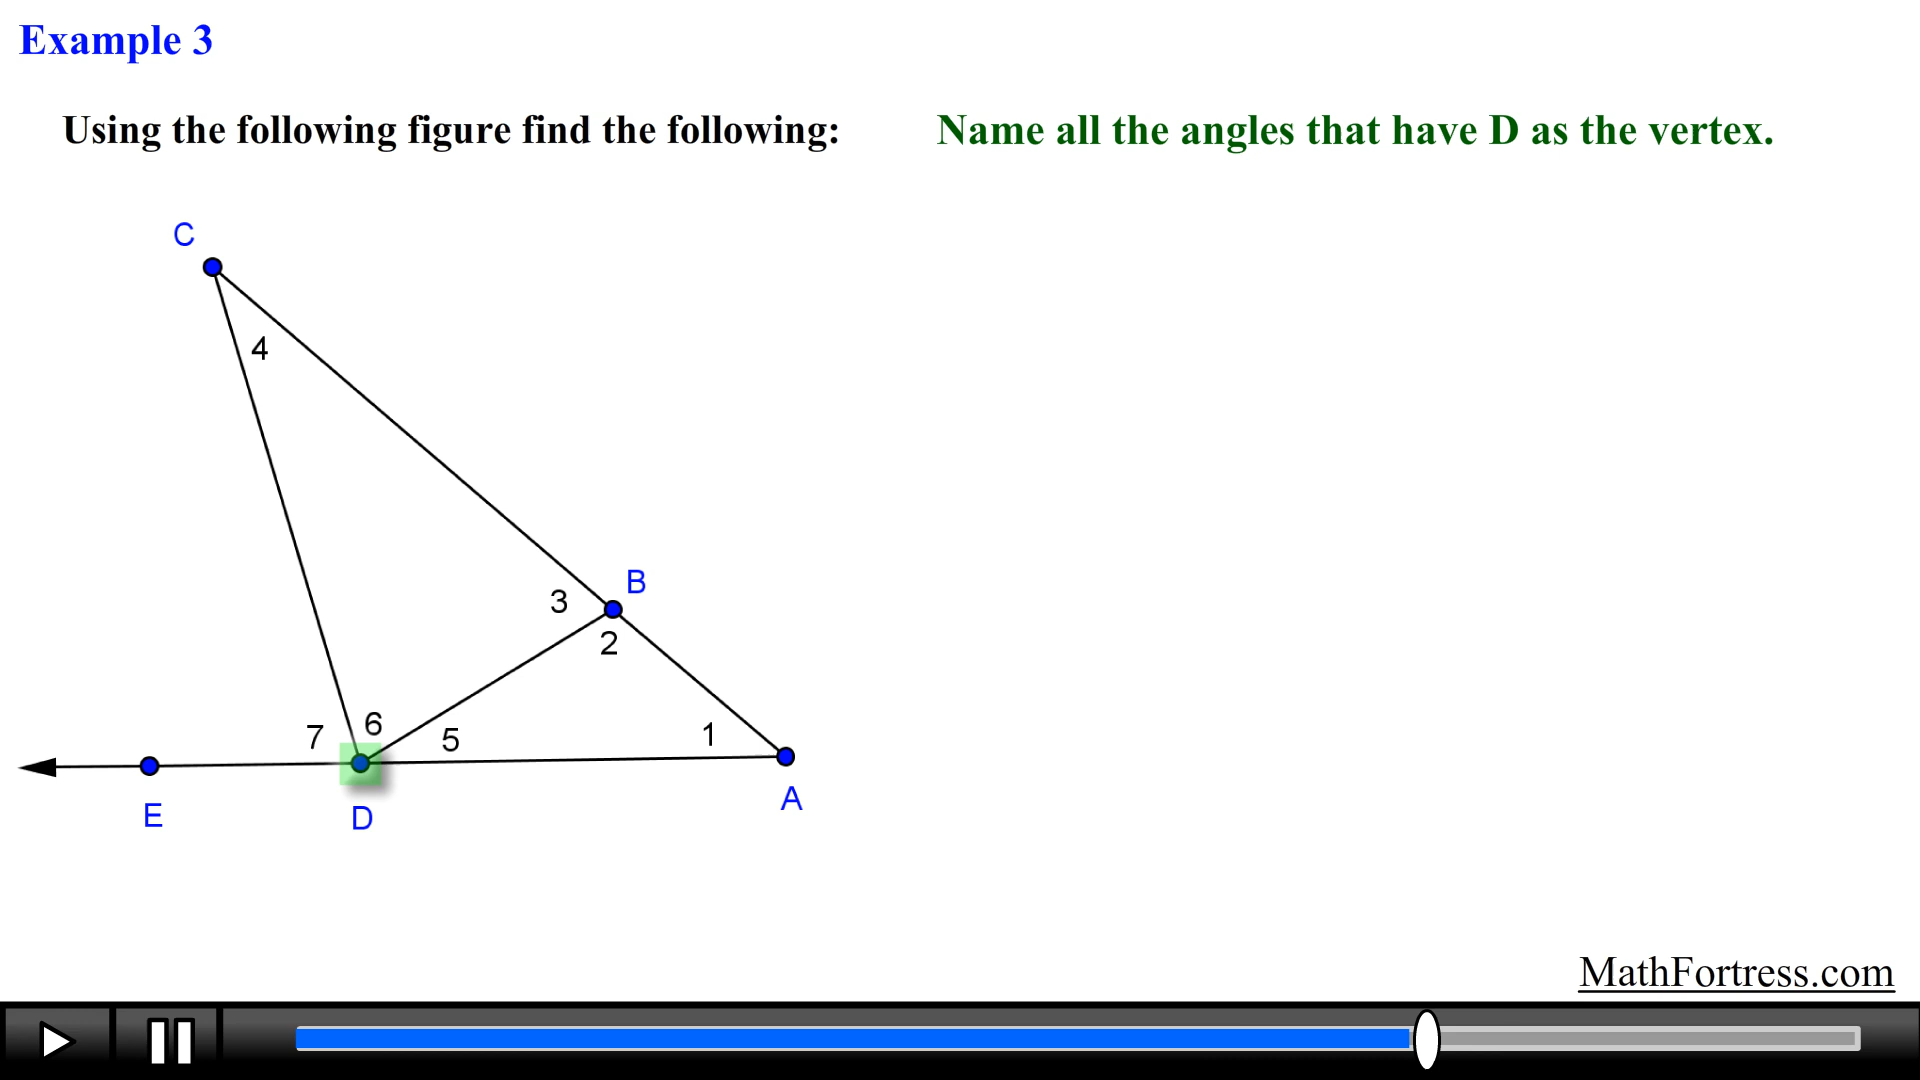 Example 3
Using the following figure find the following:
Name all the angles that have D as the vertex.
C
4
B
3
2
7
6
5
1
E
D
A
MathFortress.com